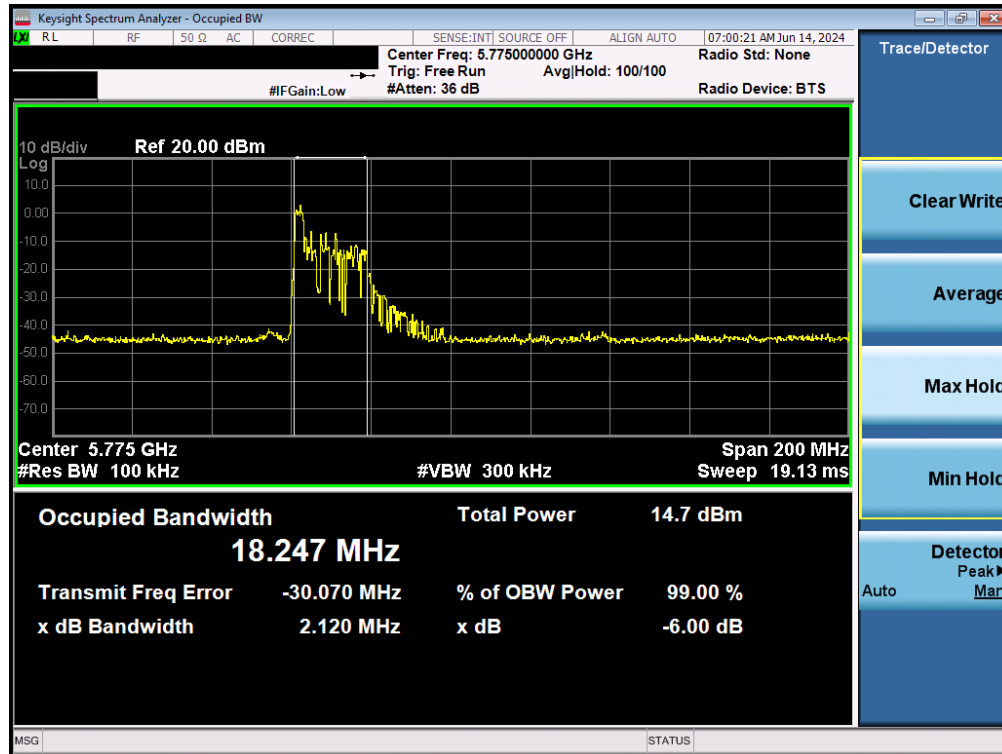 Keysight Spectrum Analyzer - Occupied BW
LXI RL RF 50 Ω AC CORREC SENSE:INT SOURCE OFF ALIGN AUTO 07:00:21 AM Jun 14, 2024
Center Freq: 5.775000000 GHz Radio Std: None
Trig: Free Run Avg|Hold: 100/100
#IFGain:Low #Atten: 36 dB Radio Device: BTS
10 dB/div Ref 20.00 dBm
Log
10.0
0.00
-10.0
-20.0
-30.0
-40.0
-50.0
-60.0
-70.0
Center 5.775 GHz Span 200 MHz
#Res BW 100 kHz #VBW 300 kHz Sweep 19.13 ms
Occupied Bandwidth Total Power 14.7 dBm
18.247 MHz
Transmit Freq Error -30.070 MHz % of OBW Power 99.00 %
x dB Bandwidth 2.120 MHz x dB -6.00 dB
MSG STATUS
Trace/Detector
Clear Write
Average
Max Hold
Min Hold
Detector
Peak
Auto Man